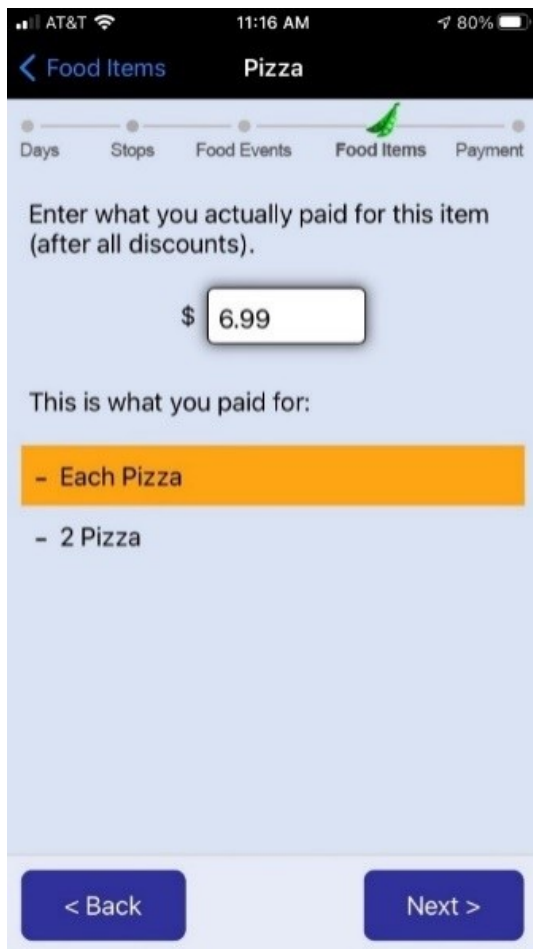 AT&T 11:16 AM 80%
Food Items Pizza
Days Stops Food Events Food Items Payment
Enter what you actually paid for this item
(after all discounts).
$ 6.99
This is what you paid for:
- Each Pizza
- 2 Pizza
< Back Next >